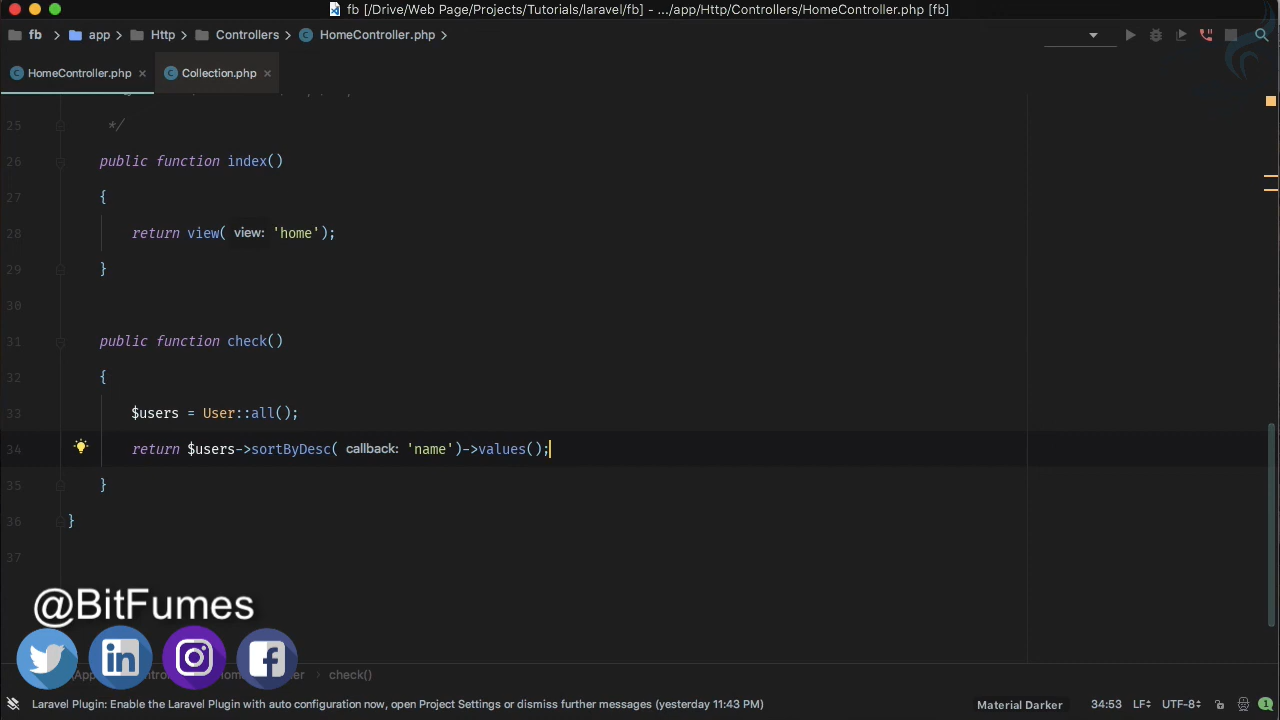 fb [/Drive/Web Page/Projects/Tutorials/laravel/fb] - .../app/Http/Controllers/HomeController.php [fb]
fb app Http Controllers HomeController.php
HomeController.php Collection.php
25 */
26 public function index()
27 {
28 return view( view: 'home');
29 }
30
31 public function check()
32 {
33 $users = User::all();
34 return $users->sortByDesc( callback: 'name')->values();
35 }
36 }
37
@BitFumes
in
check()
Laravel Plugin: Enable the Laravel Plugin with auto configuration now, open Project Settings or dismiss further messages (yesterday 11:43 PM) Material Darker 34:53 LF UTF-8 1